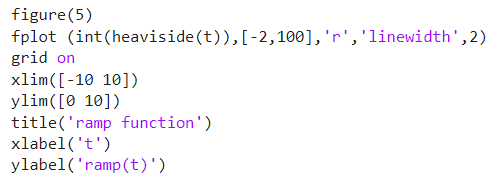 figure(5)
fplot (int(heaviside(t)),[-2,100],'r','linewidth',2)
grid on
xlim([-10 10])
ylim([0 10])
title('ramp function')
xlabel('t')
ylabel('ramp(t)')